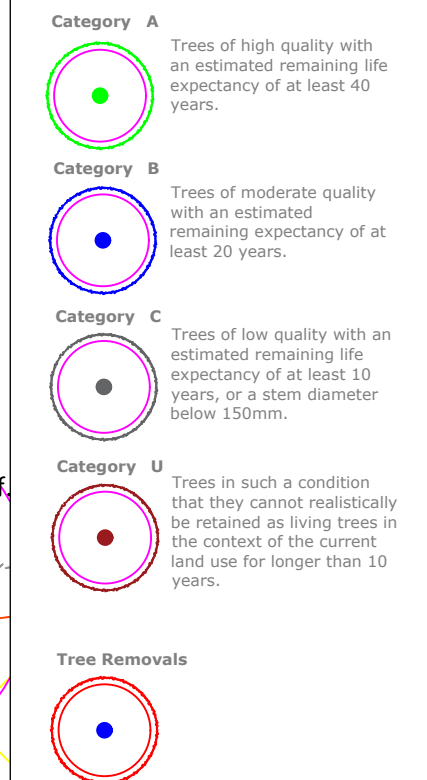 Category A
Trees of high quality with
an estimated remaining life
expectancy of at least 40
years.
Category B
Trees of moderate quality
with an estimated
remaining expectancy of at
least 20 years.
Category C
Trees of low quality with an
estimated remaining life
expectancy of at least 10
years, or a stem diameter
below 150mm.
Category U
Trees in such a condition
that they cannot realistically
be retained as living trees in
the context of the current
land use for longer than 10
years.
Tree Removals